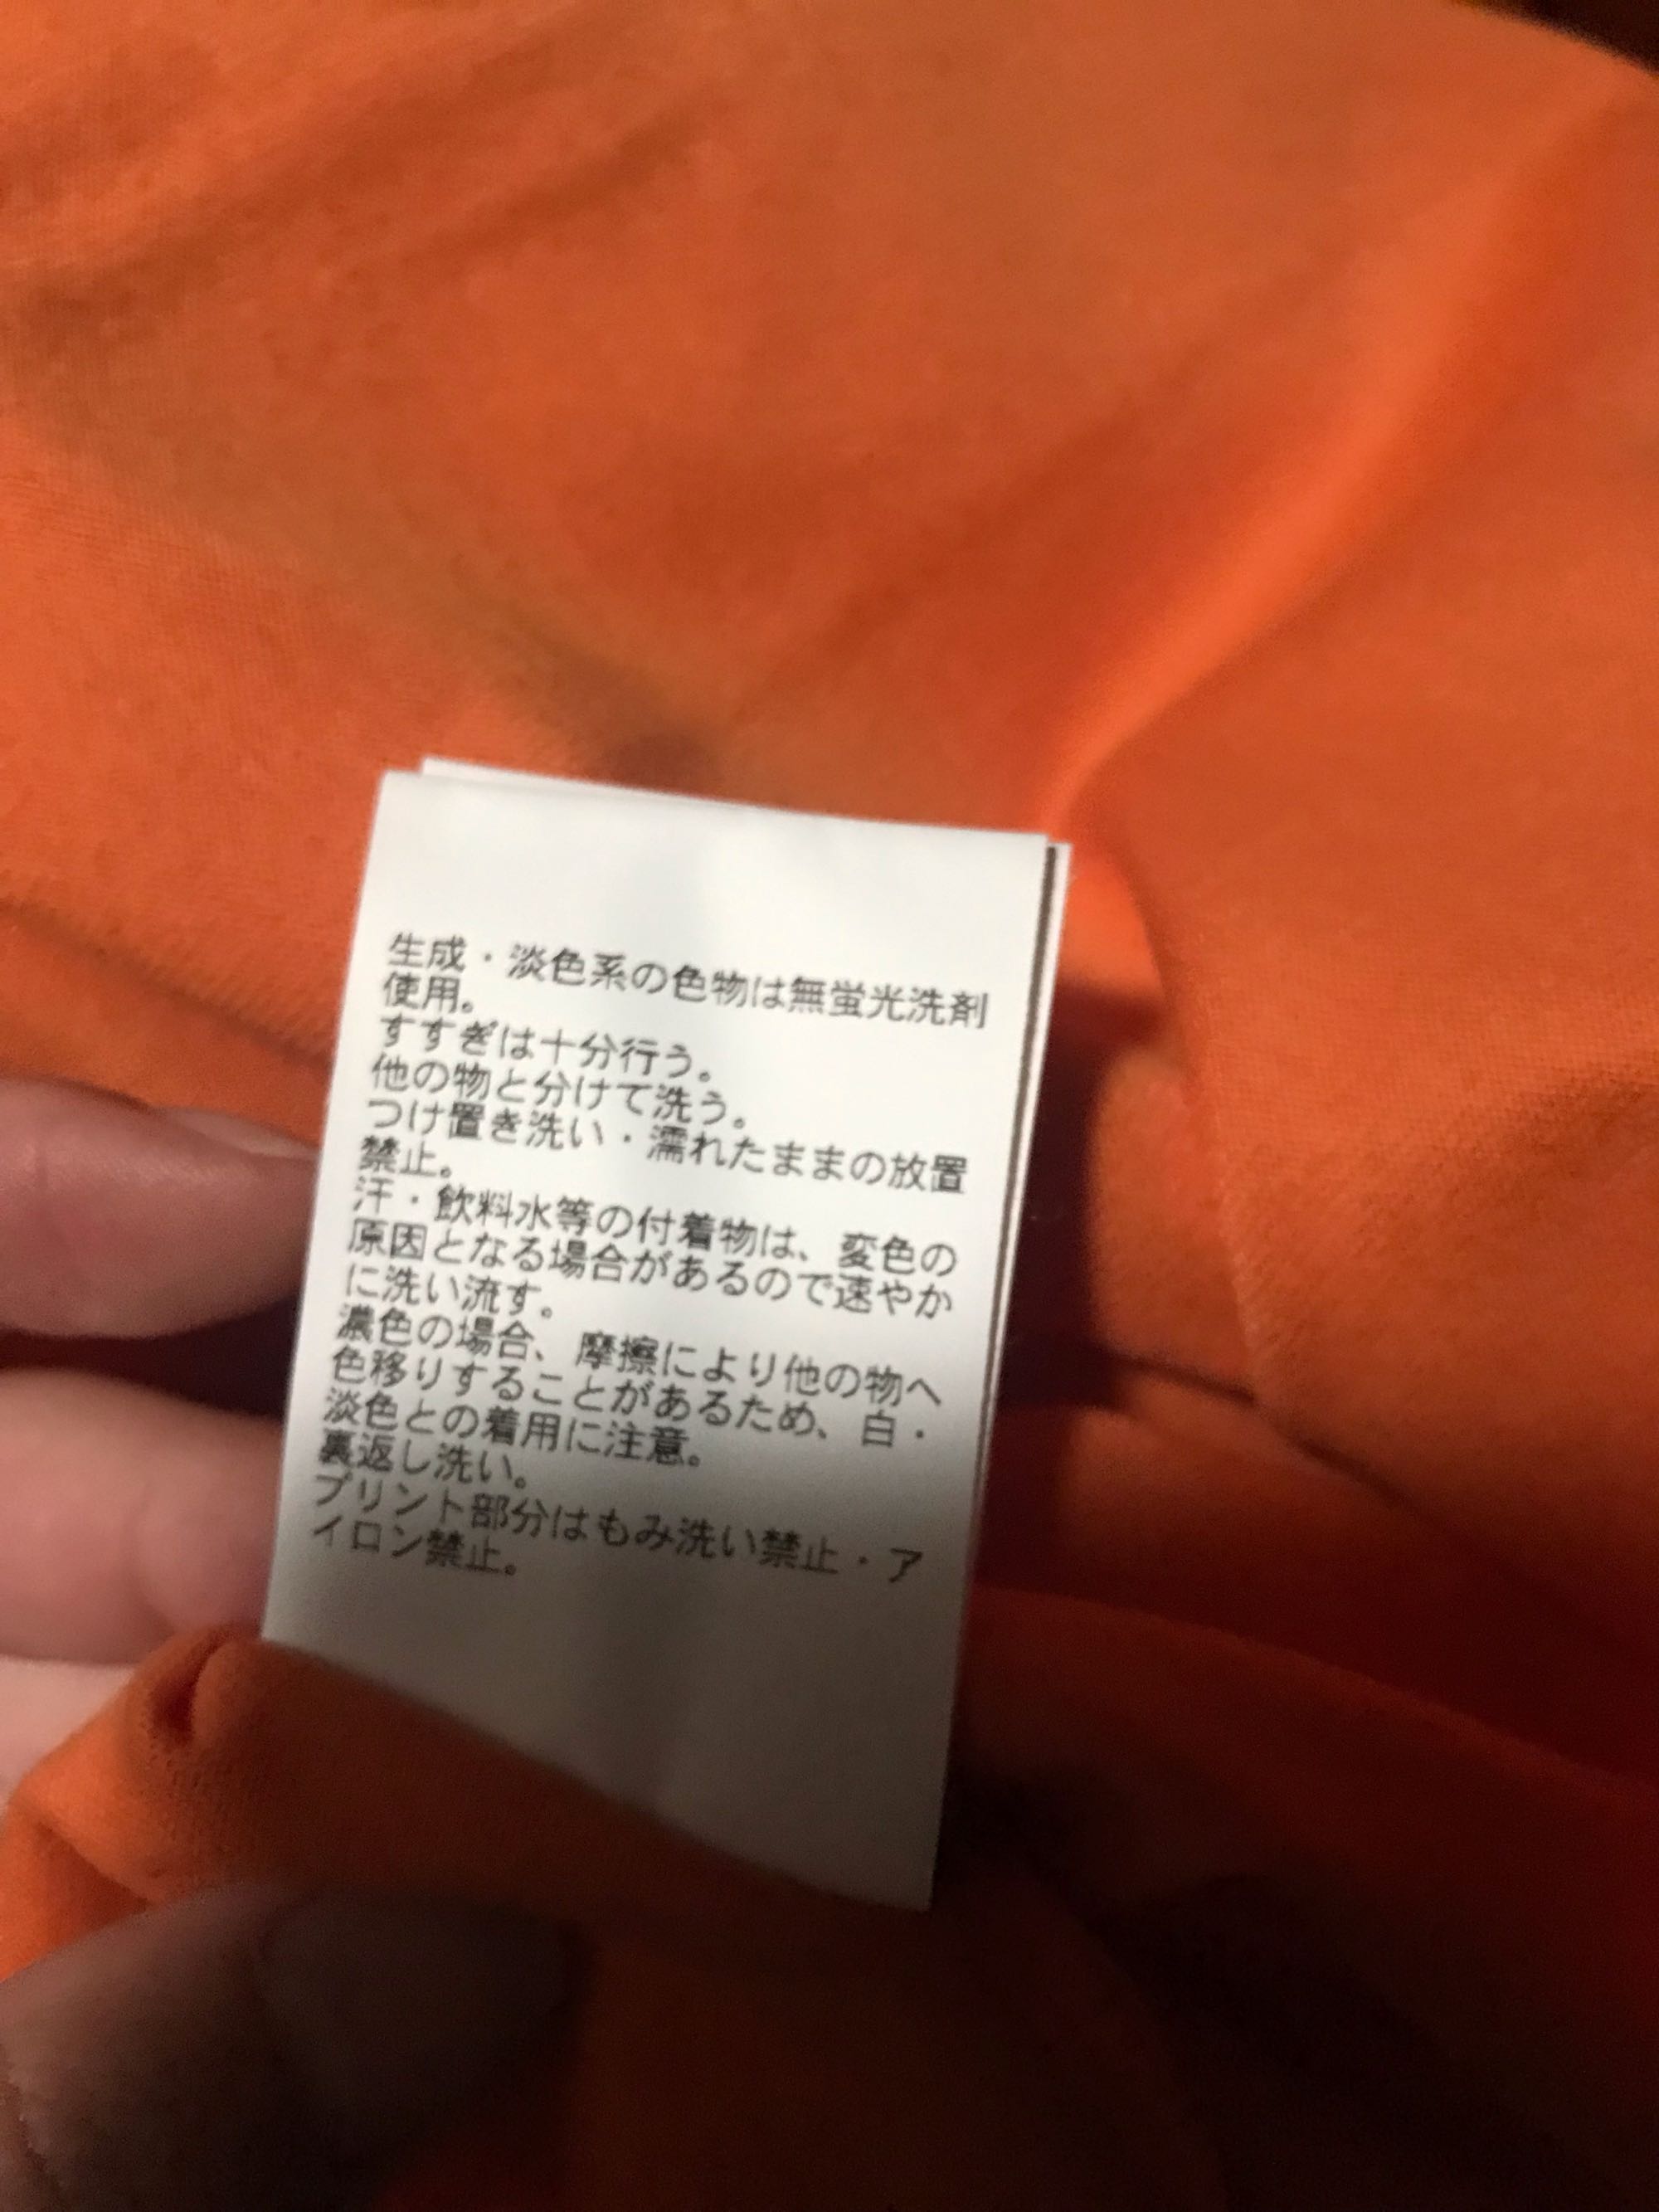 生成・淡色系の色物は無蛍光洗剤
使用。
すすぎは十分行う。
他の物と分けて洗う。
つけ置き洗い・濡れたままの放置
禁止。
汗・飲料水等の付着物は、変色の
原因となる場合があるので速やか
に洗い流す。
濃色の場合、摩擦により他の物へ
色移りすることがあるため、白・
淡色との着用に注意。
裏返し洗い。
プリント部分はもみ洗い禁止・ア
イロン禁止。